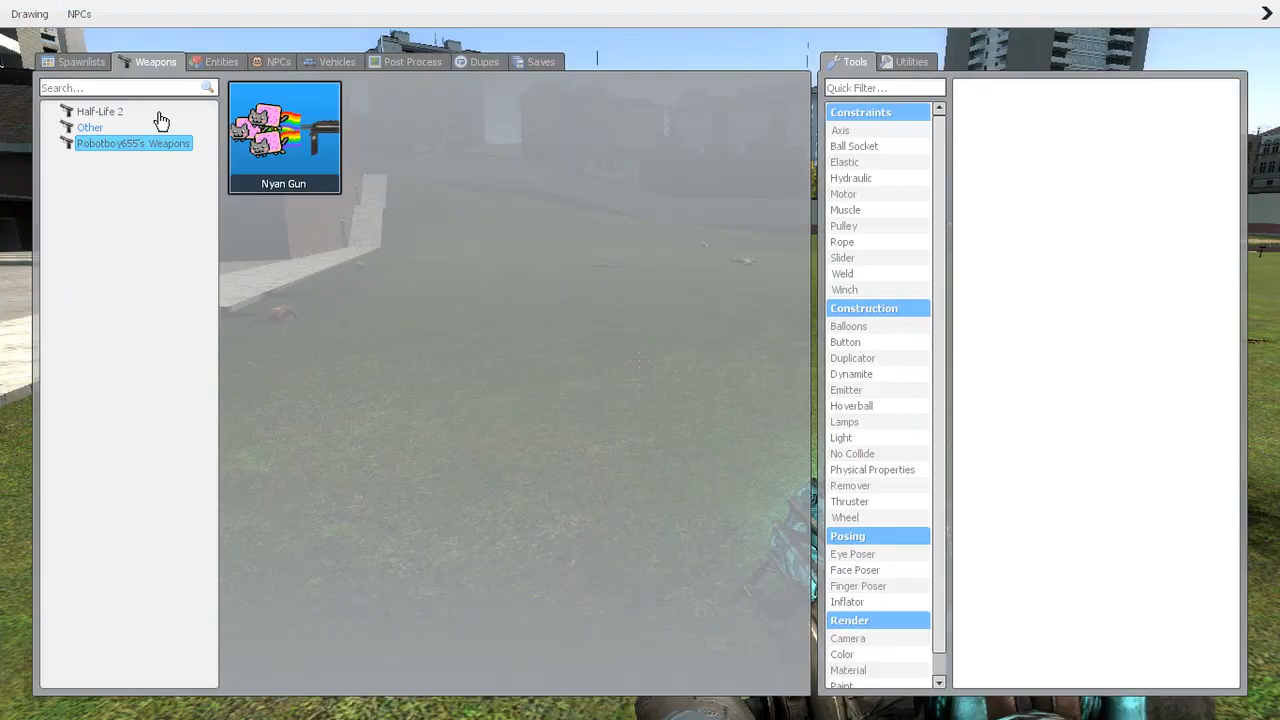 Drawing NPCs
Spawnlists Weapons Entities NPCs Vehicles Post Process Dupes Saves
Search...
Half-Life 2
Other
Robotboy655's Weapons
Nyan Gun
Tools Utilities
Quick Filter...
Constraints
Axis
Ball Socket
Elastic
Hydraulic
Motor
Muscle
Pulley
Rope
Slider
Weld
Winch
Construction
Balloons
Button
Duplicator
Dynamite
Emitter
Hoverball
Lamps
Light
No Collide
Physical Properties
Remover
Thruster
Wheel
Posing
Eye Poser
Face Poser
Finger Poser
Inflator
Render
Camera
Color
Material
Paint